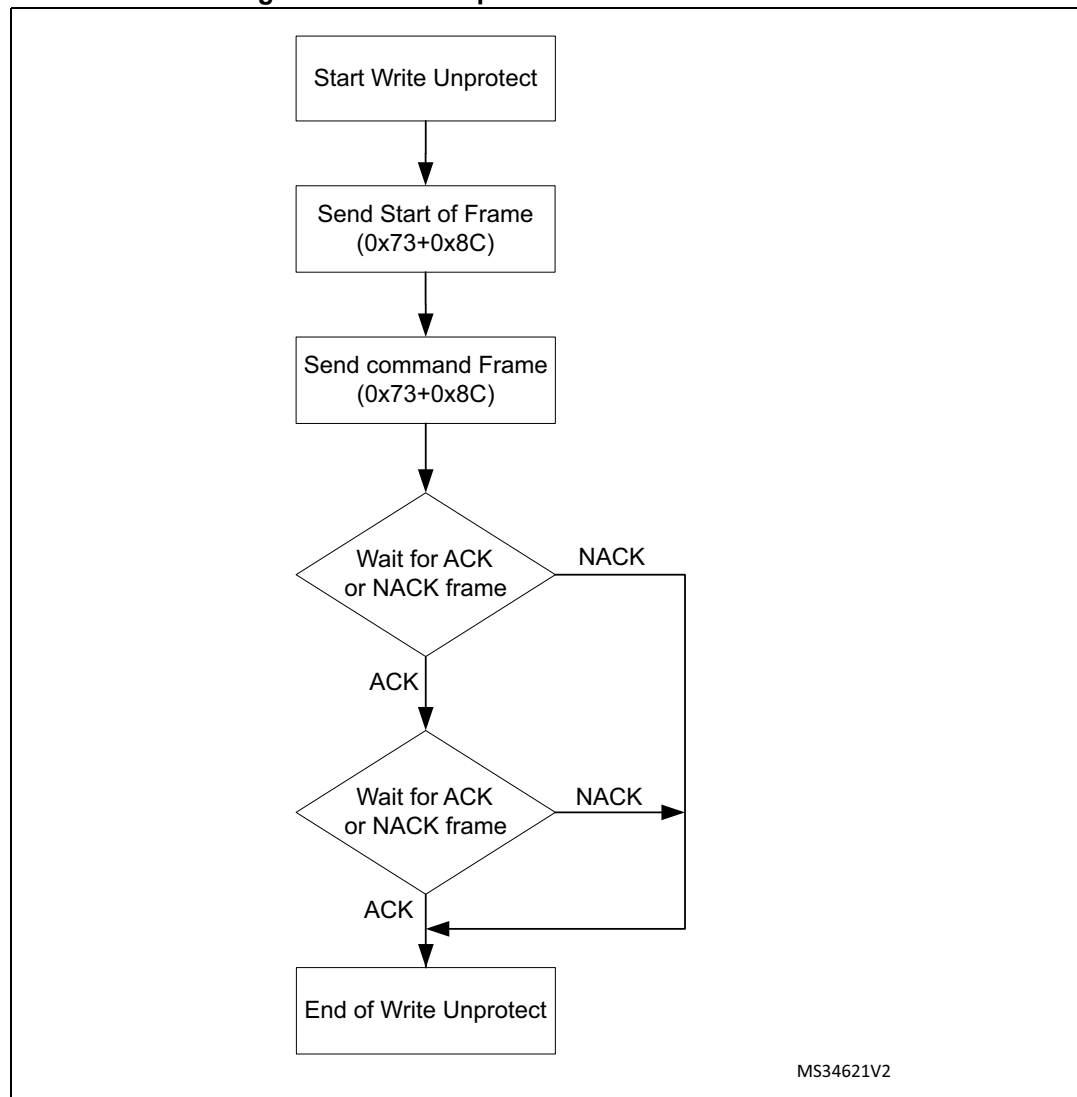 Start Write Unprotect
Send Start of Frame
(0x73+0x8C)
Send command Frame
(0x73+0x8C)
Wait for ACK
or NACK frame
NACK
ACK
Wait for ACK
or NACK frame
NACK
ACK
End of Write Unprotect
MS34621V2